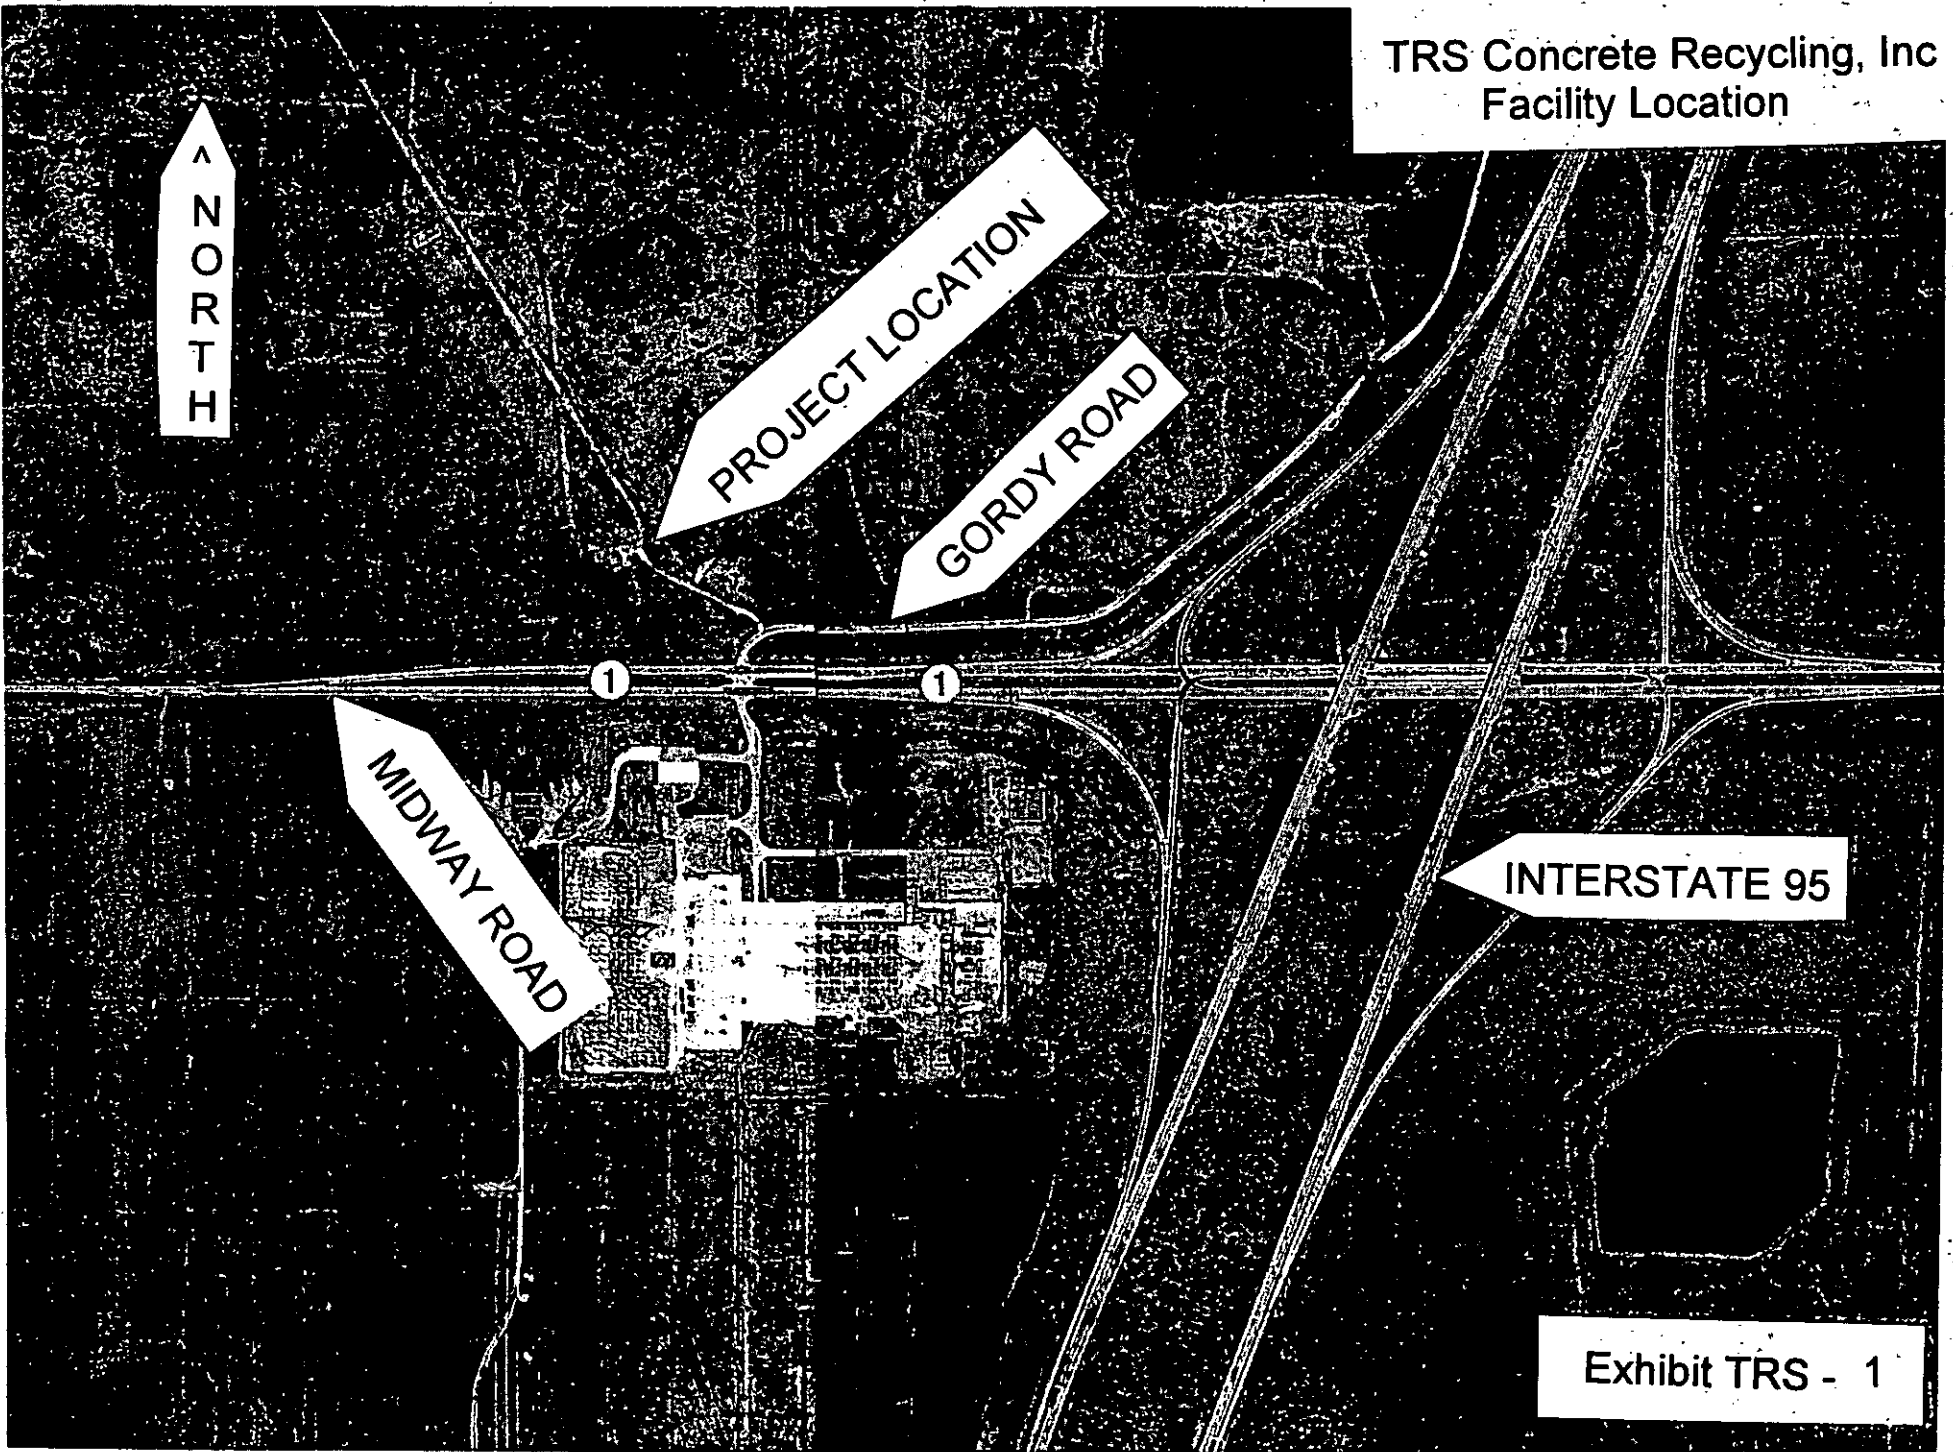 TRS Concrete Recycling, Inc
Facility Location
^ NORTH
PROJECT LOCATION
GORDY ROAD
1
1
MIDWAY ROAD
INTERSTATE 95
Exhibit TRS - 1